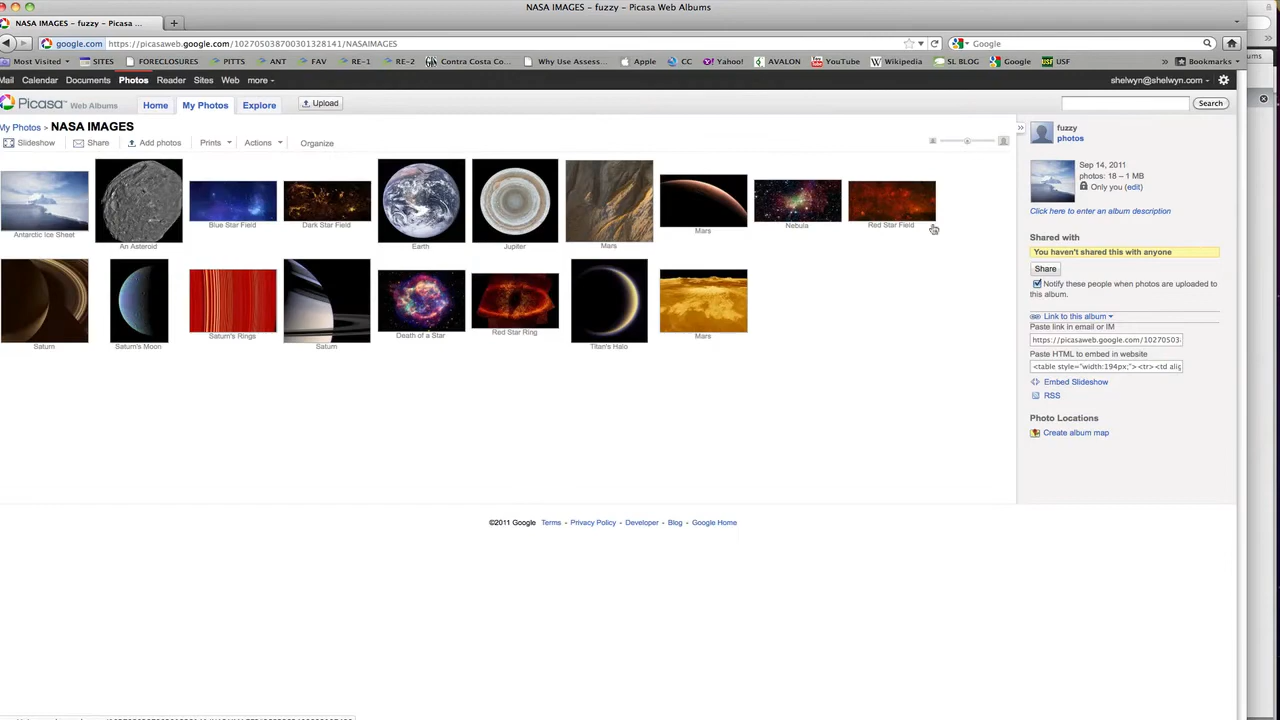 NASA IMAGES – fuzzy – Picasa Web Albums
NASA IMAGES – fuzzy – Picasa ...
google.com https://picasaweb.google.com/102705038700301328141/NASAIMAGES
Google
Most Visited SITES FORECLOSURES PITTS ANT FAV RE-1 RE-2 Contra Costa Co... Why Use Assess... Apple CC AVALON YouTube Wikipedia Yahoo! SL BLOG Google USF Bookmarks
Mail Calendar Documents Photos Reader Sites Web more
shelwyn@shelwyn.com
Picasa Web Albums Home My Photos Explore Upload Search
My Photos > NASA IMAGES
Slideshow Share Add photos Prints Actions Organize
Antarctic Ice Sheet An Asteroid Blue Star Field Dark Star Field Earth Jupiter Mars Mars Nebula Red Star Field
Saturn Saturn's Moon Saturn's Rings Saturn Death of a Star Red Star Ring Titan's Halo Mars
fuzzy
photos
Sep 14, 2011
photos: 18 – 1 MB
Only you (edit)
Click here to enter an album description
Shared with
You haven't shared this with anyone
Share
Notify these people when photos are uploaded to
this album.
Link to this album
Paste link in email or IM
https://picasaweb.google.com/10270503
Paste HTML to embed in website
<table style="width:194px;"><tr><td alig
Embed Slideshow
RSS
Photo Locations
Create album map
©2011 Google Terms - Privacy Policy - Developer - Blog - Google Home